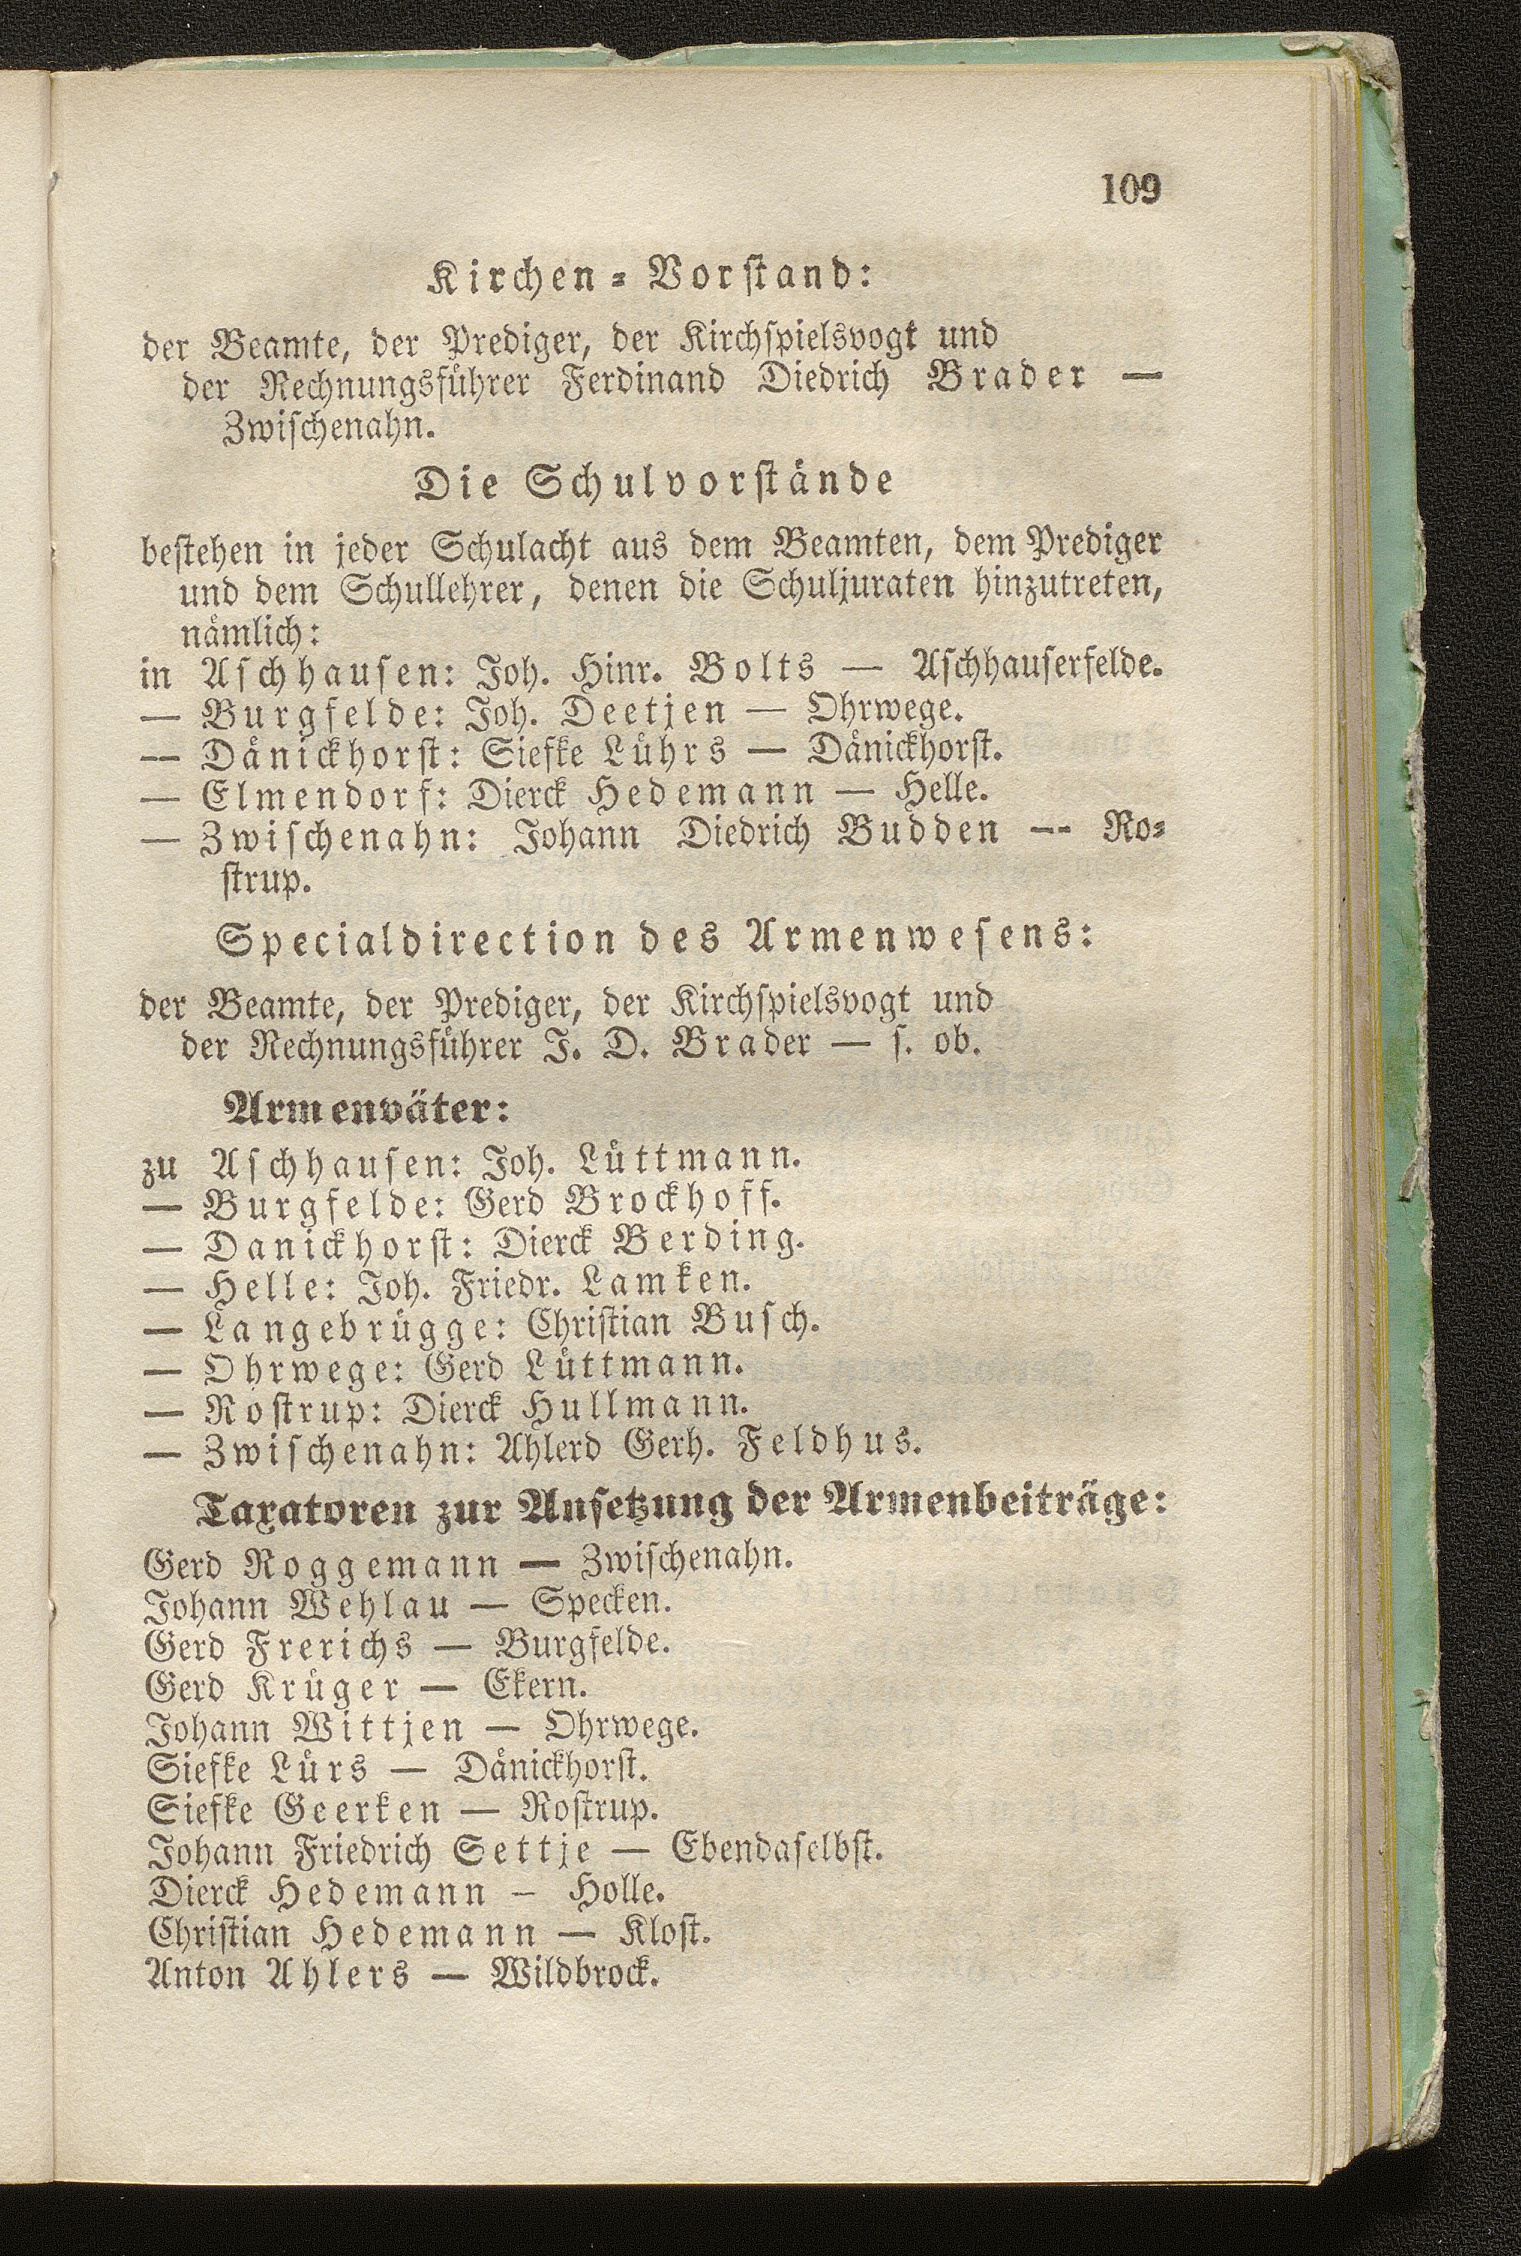 109
Kirchen-Vorstand:
der Beamte, der Prediger, der Kirchspielsvogt und
der Rechnungsführer Ferdinand Diedrich Brader —
Zwischenahn.
Die Schulvorstände
bestehen in jeder Schulacht aus dem Beamten, dem Prediger
und dem Schullehrer, denen die Schuljuraten hinzutreten,
nämlich:
in Aschhausen: Joh. Hinr. Bolts — Aschhauserfelde.
— Burgfelde: Joh. Deetjen — Ohrwege.
— Dänickhorst: Siefke Lührs — Dänickhorst.
— Elmendorf: Dierck Hedemann — Helle.
— Zwischenahn: Johann Diedrich Budden — Ro-
strup.
Specialdirection des Armenwesens:
der Beamte, der Prediger, der Kirchspielsvogt und
der Rechnungsführer J. D. Brader — s. ob.
Armenväter:
zu Aschhausen: Joh. Lüttmann.
— Burgfelde: Gerd Brockhoff.
— Danickhorst: Dierck Berding.
— Helle: Joh. Friedr. Lamken.
— Langebrügge: Christian Busch.
— Ohrwege: Gerd Lüttmann.
— Rostrup: Dierck Hullmann.
— Zwischenahn: Ahlerd Gerh. Feldhus.
Taxatoren zur Ansetzung der Armenbeiträge:
Gerd Roggemann — Zwischenahn.
Johann Wehlau — Specken.
Gerd Frerichs — Burgfelde.
Gerd Krüger — Ekern.
Johann Wittjen — Ohrwege.
Siefke Lürs — Dänickhorst.
Siefke Geerken — Rostrup.
Johann Friedrich Settje — Ebendaselbst.
Dierck Hedemann — Holle.
Christian Hedemann — Klost.
Anton Ahlers — Wildbrock.